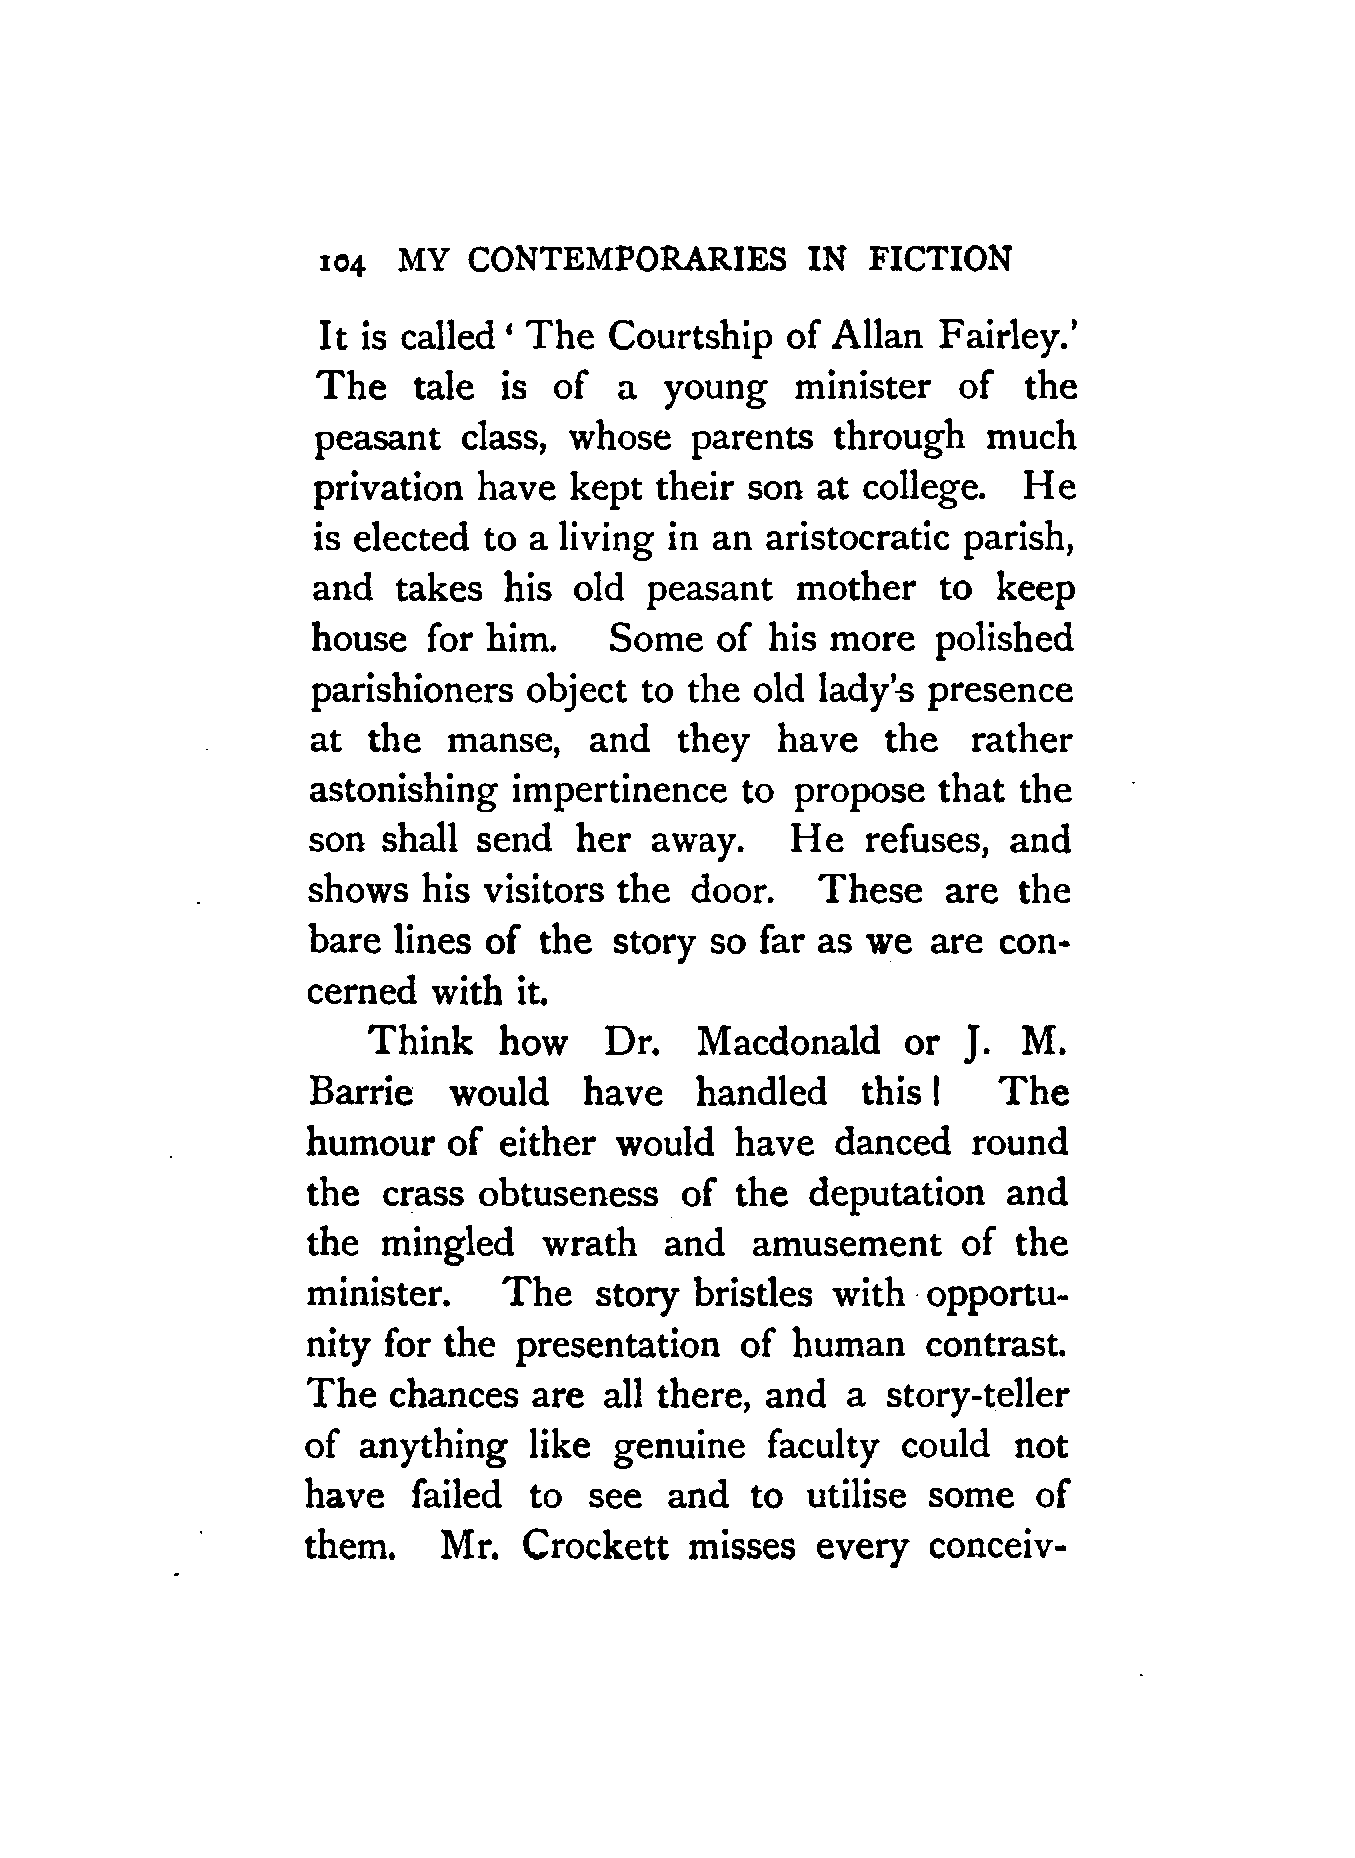 104 MY CONTEMPORARIES IN FICTION
It is called ‘ The Courtship of Allan Fairley.’
The tale is of a young minister of the
peasant class, whose parents through much
privation have kept their son at college. He
is elected to a living in an aristocratic parish,
and takes his old peasant mother to keep
house for him. Some of his more polished
parishioners object to the old lady’s presence
at the manse, and they have the rather
astonishing impertinence to propose that the
son shall send her away. He refuses, and
shows his visitors the door. These are the
bare lines of the story so far as we are con-
cerned with it.
Think how Dr. Macdonald or J. M.
Barrie would have handled this! The
humour of either would have danced round
the crass obtuseness of the deputation and
the mingled wrath and amusement of the
minister. The story bristles with opportu-
nity for the presentation of human contrast.
The chances are all there, and a story-teller
of anything like genuine faculty could not
have failed to see and to utilise some of
them. Mr. Crockett misses every conceiv-